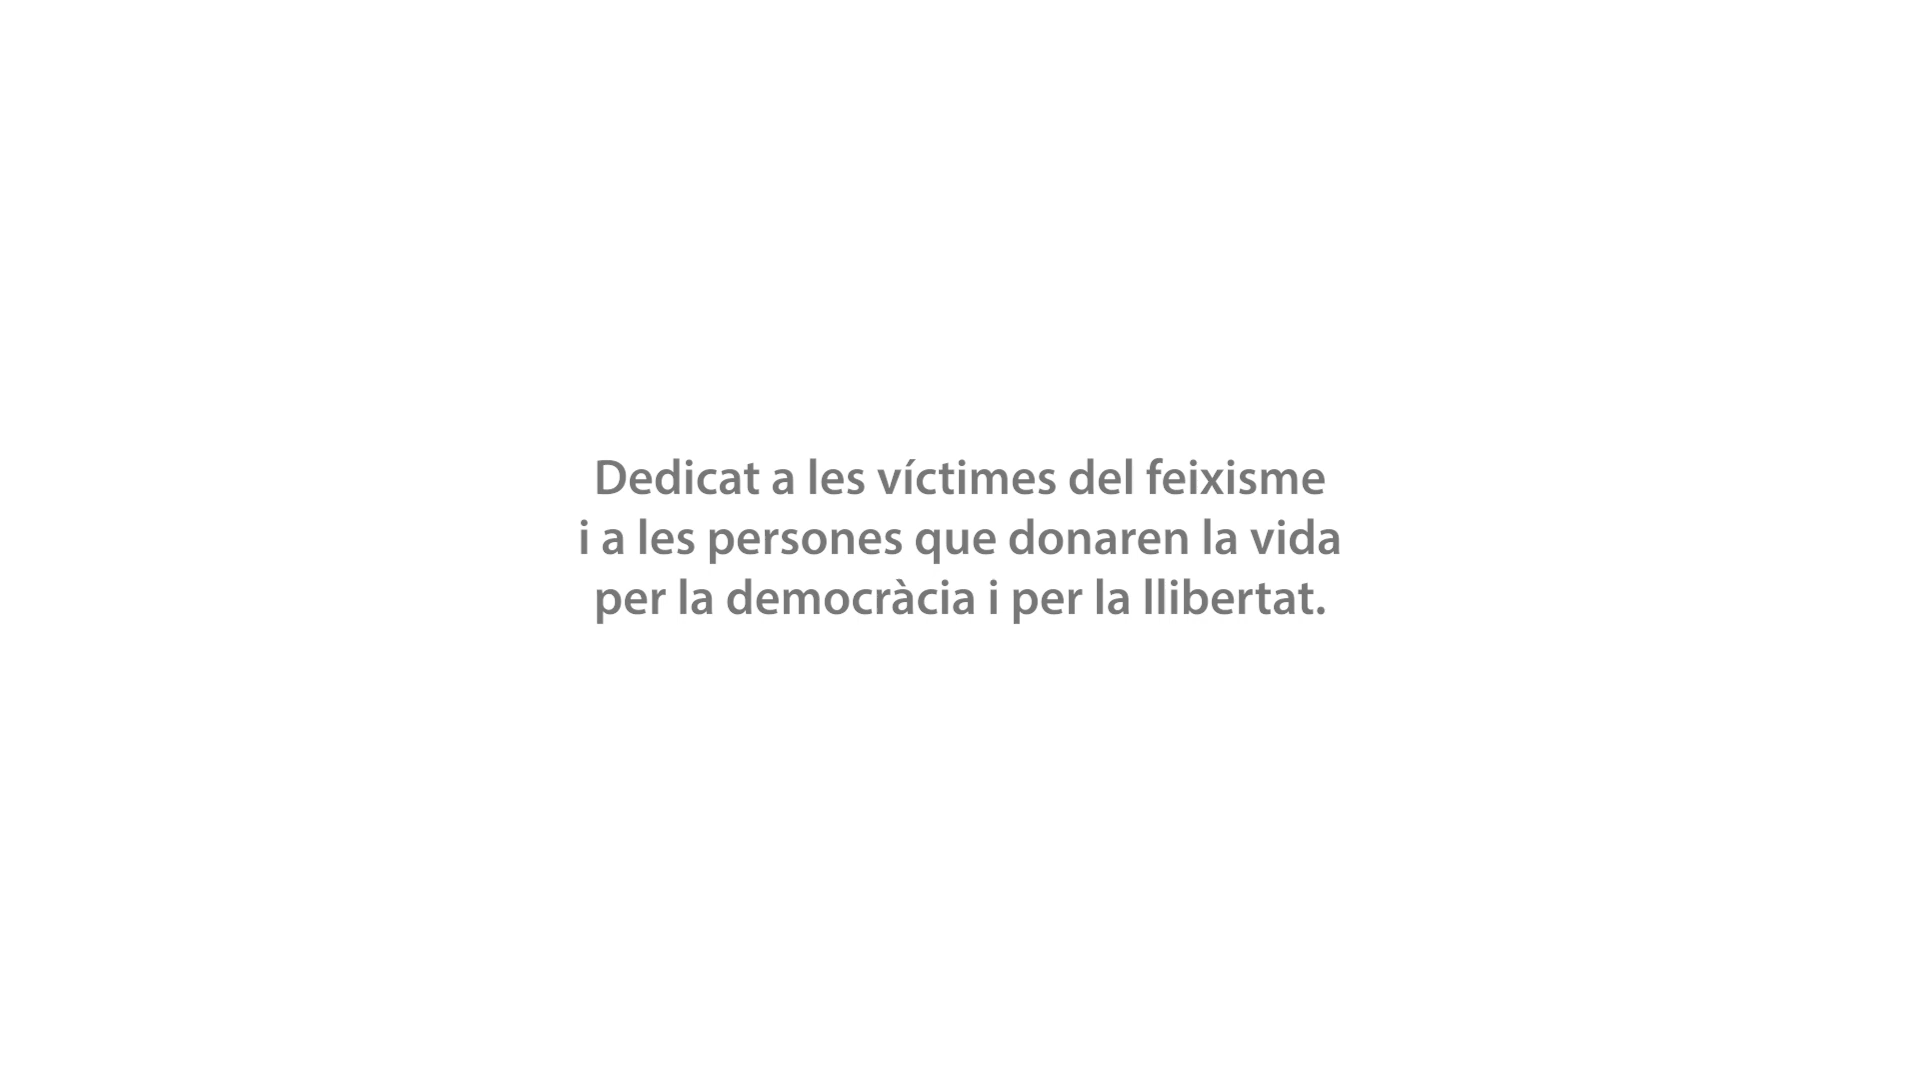 Dedicat a les víctimes del feixisme
i a les persones que donaren la vida
per la democràcia i per la llibertat.